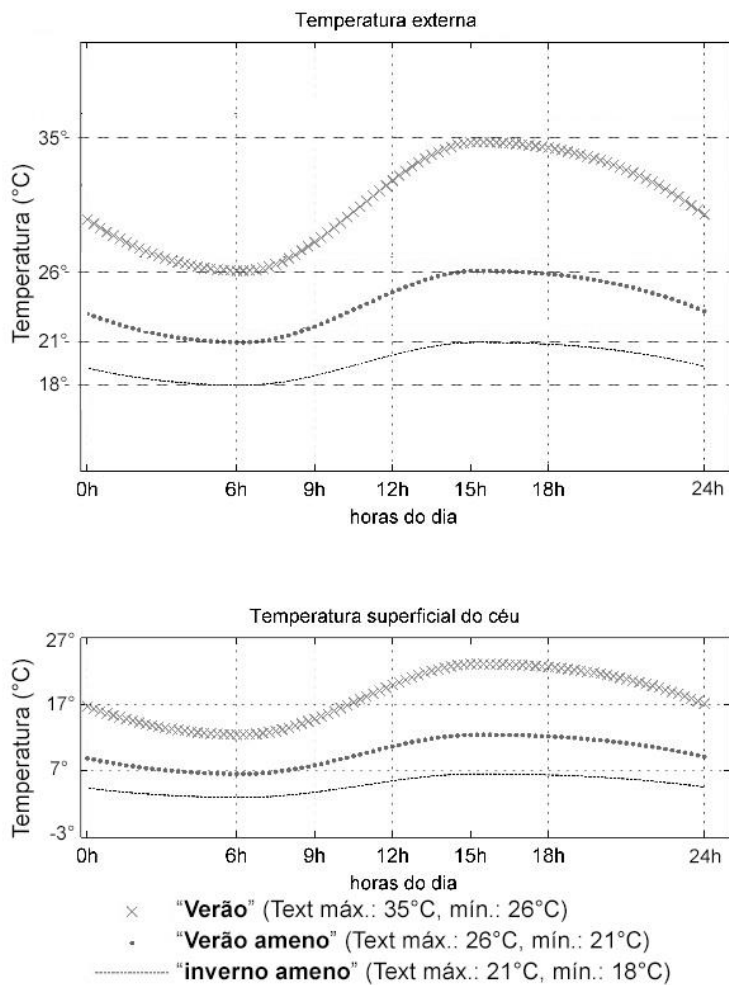 Temperatura externa
Temperatura (°C)
35°
26°
21°
18°
0h 6h 9h 12h 15h 18h 24h
horas do dia
Temperatura superficial do céu
Temperatura (°C)
27°
17°
7°
-3°
0h 6h 9h 12h 15h 18h 24h
horas do dia
"Verão" (Text máx.: 35°C, mín.: 26°C)
"Verão ameno" (Text máx.: 26°C, mín.: 21°C)
"inverno ameno" (Text máx.: 21°C, mín.: 18°C)